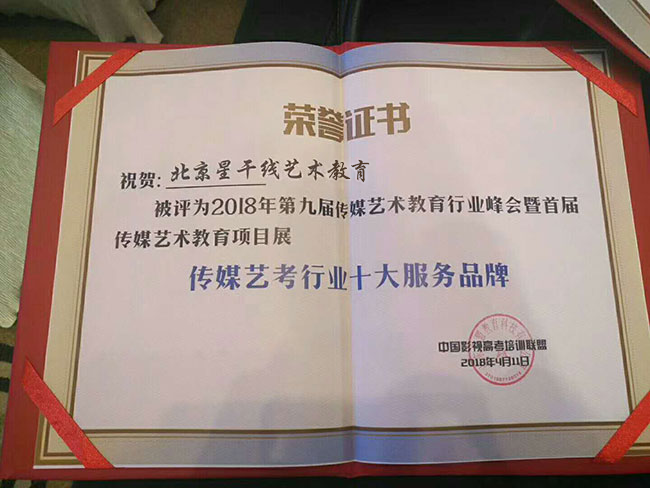 荣誉证书
祝贺: 北京星干线艺术教育
被评为2018年第九届传媒艺术教育行业峰会暨首届
传媒艺术教育项目展
传媒艺考行业十大服务品牌
中国影视高考培训联盟
2018年4月11日